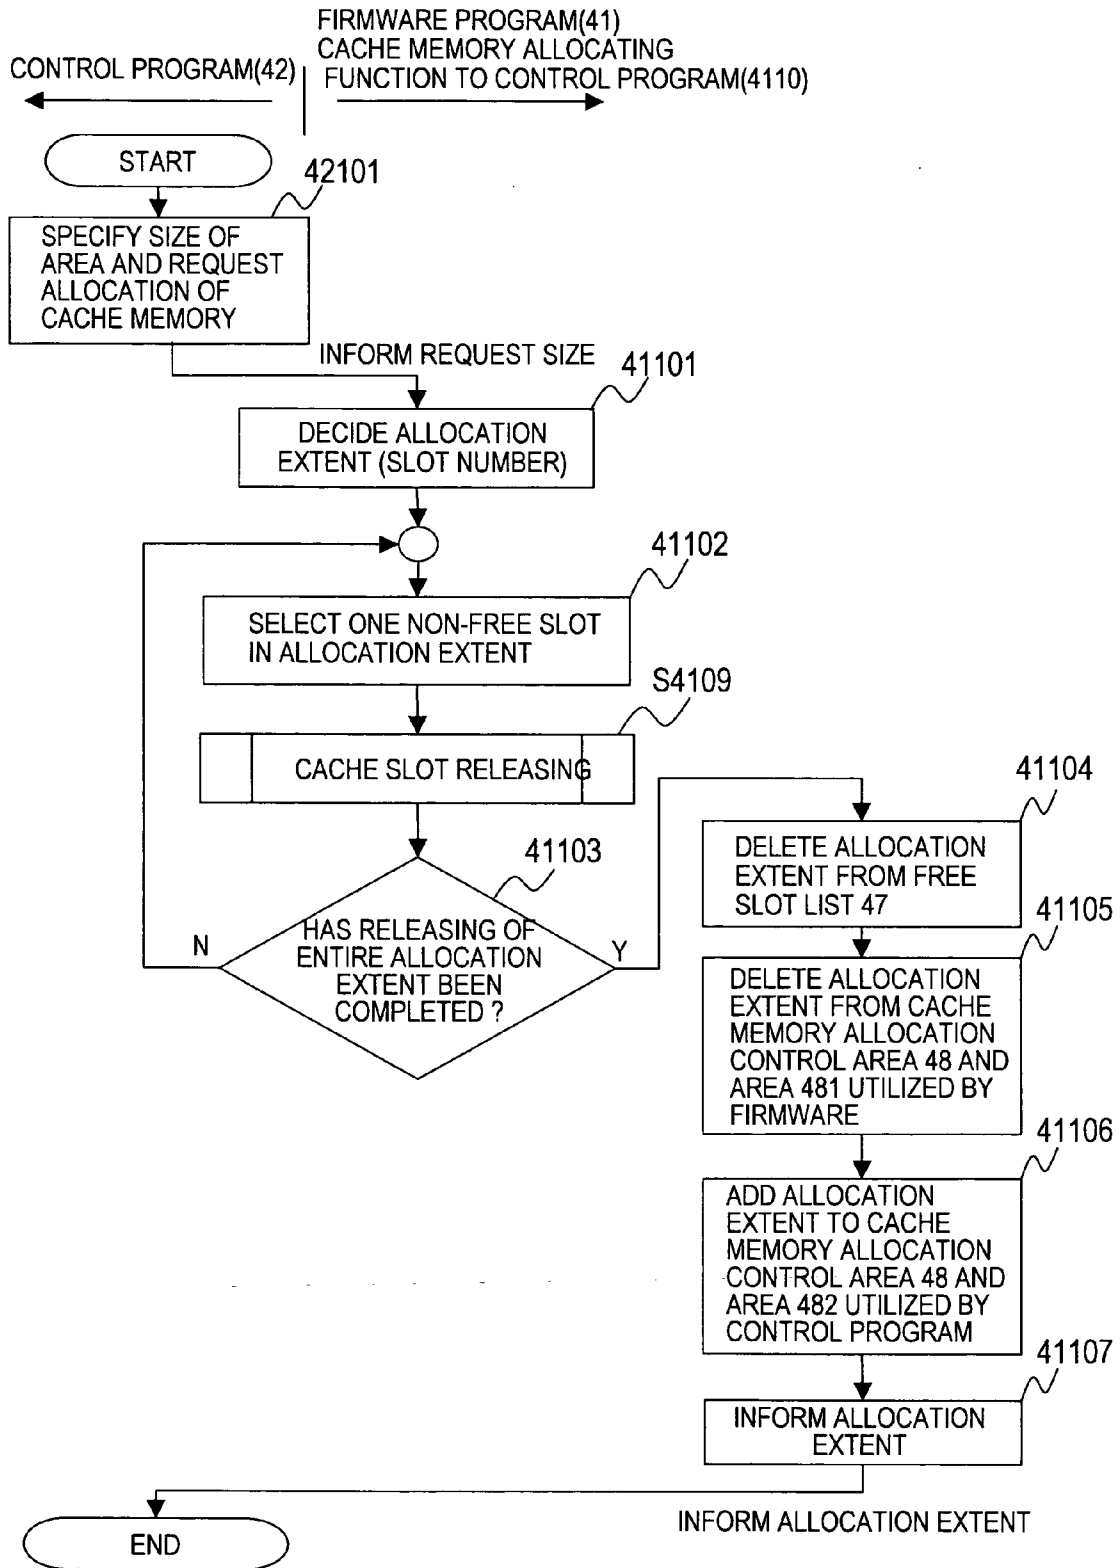 FIRMWARE PROGRAM(41)
CACHE MEMORY ALLOCATING
FUNCTION TO CONTROL PROGRAM(4110)
CONTROL PROGRAM(42)
START
42101
SPECIFY SIZE OF
AREA AND REQUEST
ALLOCATION OF
CACHE MEMORY
INFORM REQUEST SIZE
41101
DECIDE ALLOCATION
EXTENT (SLOT NUMBER)
41102
SELECT ONE NON-FREE SLOT
IN ALLOCATION EXTENT
S4109
CACHE SLOT RELEASING
41103
HAS RELEASING OF
ENTIRE ALLOCATION
EXTENT BEEN
COMPLETED ?
N
Y
41104
DELETE ALLOCATION
EXTENT FROM FREE
SLOT LIST 47
41105
DELETE ALLOCATION
EXTENT FROM CACHE
MEMORY ALLOCATION
CONTROL AREA 48 AND
AREA 481 UTILIZED BY
FIRMWARE
41106
ADD ALLOCATION
EXTENT TO CACHE
MEMORY ALLOCATION
CONTROL AREA 48 AND
AREA 482 UTILIZED BY
CONTROL PROGRAM
41107
INFORM ALLOCATION
EXTENT
INFORM ALLOCATION EXTENT
END